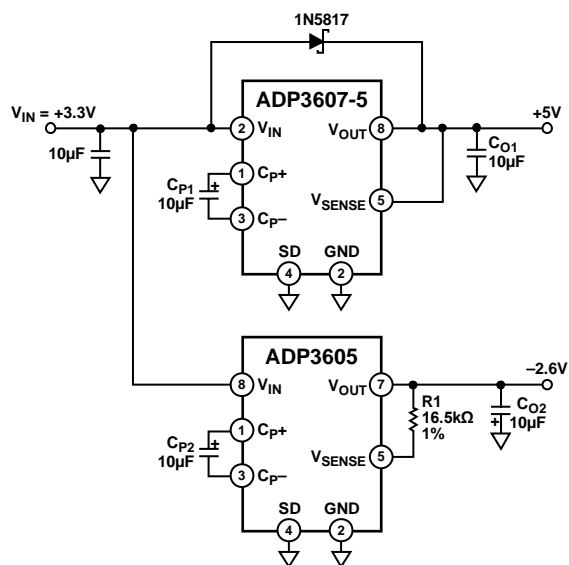 1N5817
ADP3607-5
V_IN = +3.3V
10µF
2
V_IN
V_OUT
8
+5V
C_O1
10µF
C_P1
10µF
+
1
C_P+
3
C_P–
V_SENSE
5
SD
GND
4
2
ADP3605
8
V_IN
V_OUT
7
–2.6V
R1
16.5kΩ
1%
C_O2
10µF
+
C_P2
10µF
+
1
C_P+
3
C_P–
V_SENSE
5
SD
GND
4
2